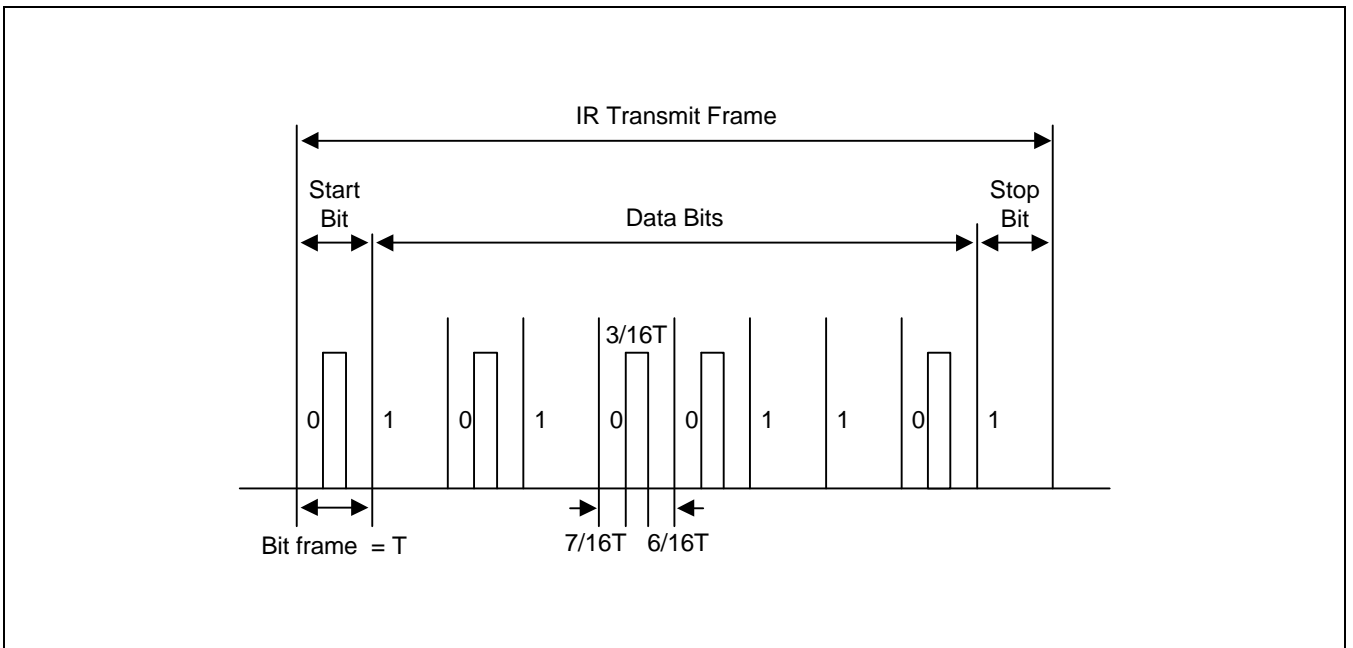 IR Transmit Frame
Start
Bit
Data Bits
Stop
Bit
3/16T
0 1 0 1 0 0 1 1 0 1
7/16T 6/16T
Bit frame = T